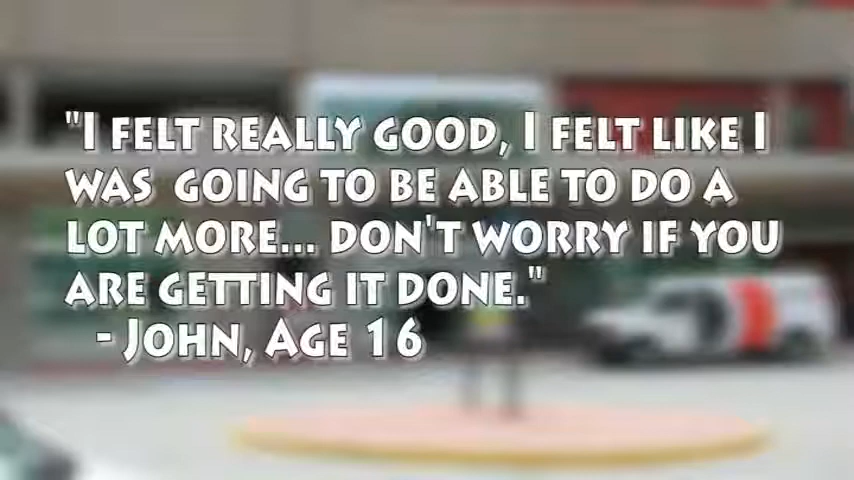 "I FELT REALLY GOOD, I FELT LIKE I
WAS GOING TO BE ABLE TO DO A
LOT MORE... DON'T WORRY IF YOU
ARE GETTING IT DONE."
- JOHN, AGE 16